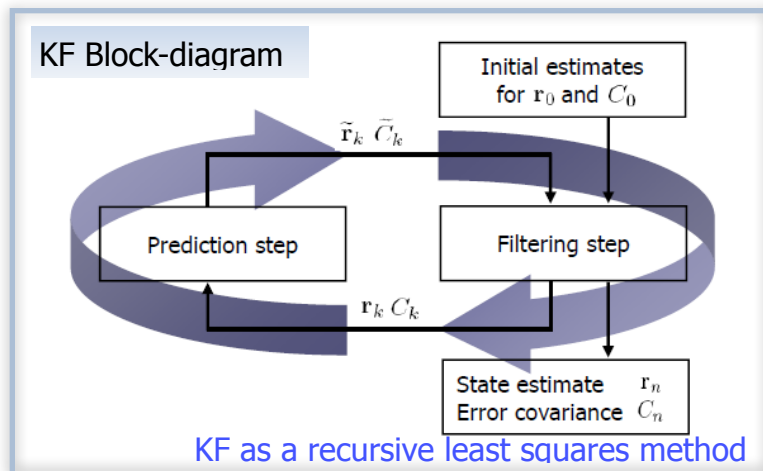 KF Block-diagram
Initial estimates
for r₀ and C₀
r̃ₖ C̃ₖ
Prediction step
Filtering step
rₖ Cₖ
State estimate rₙ
Error covariance Cₙ
KF as a recursive least squares method